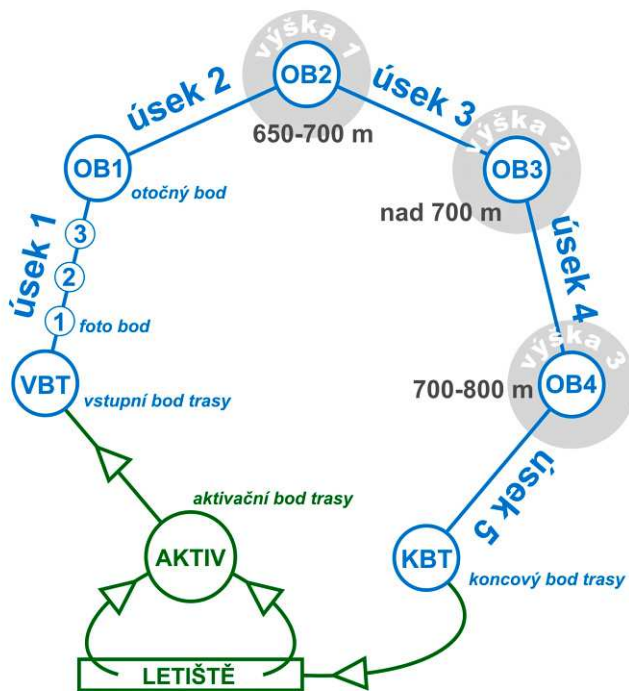 výška 1
OB2
650-700 m
úsek 2
úsek 3
výška 2
OB3
nad 700 m
OB1
otočný bod
úsek 1
3
2
1
foto bod
úsek 4
výška 3
OB4
700-800 m
VBT
vstupní bod trasy
úsek 5
aktivační bod trasy
AKTIV
KBT
koncový bod trasy
LETIŠTĚ